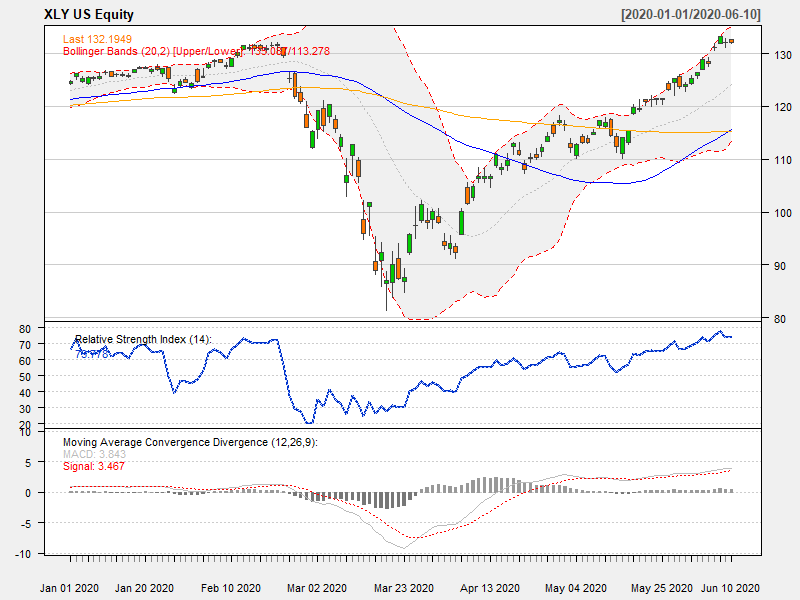 XLY US Equity [2020-01-01/2020-06-10]
Last 132.1949
Bollinger Bands (20,2) [Upper/Lower]: /113.278
130
120
110
100
90
80
Relative Strength Index (14):
80
70
60
50
40
30
20
Moving Average Convergence Divergence (12,26,9):
MACD: 3.843
Signal: 3.467
10
5
0
-5
-10
Jan 01 2020 Jan 20 2020 Feb 10 2020 Mar 02 2020 Mar 23 2020 Apr 13 2020 May 04 2020 May 25 2020 Jun 10 2020